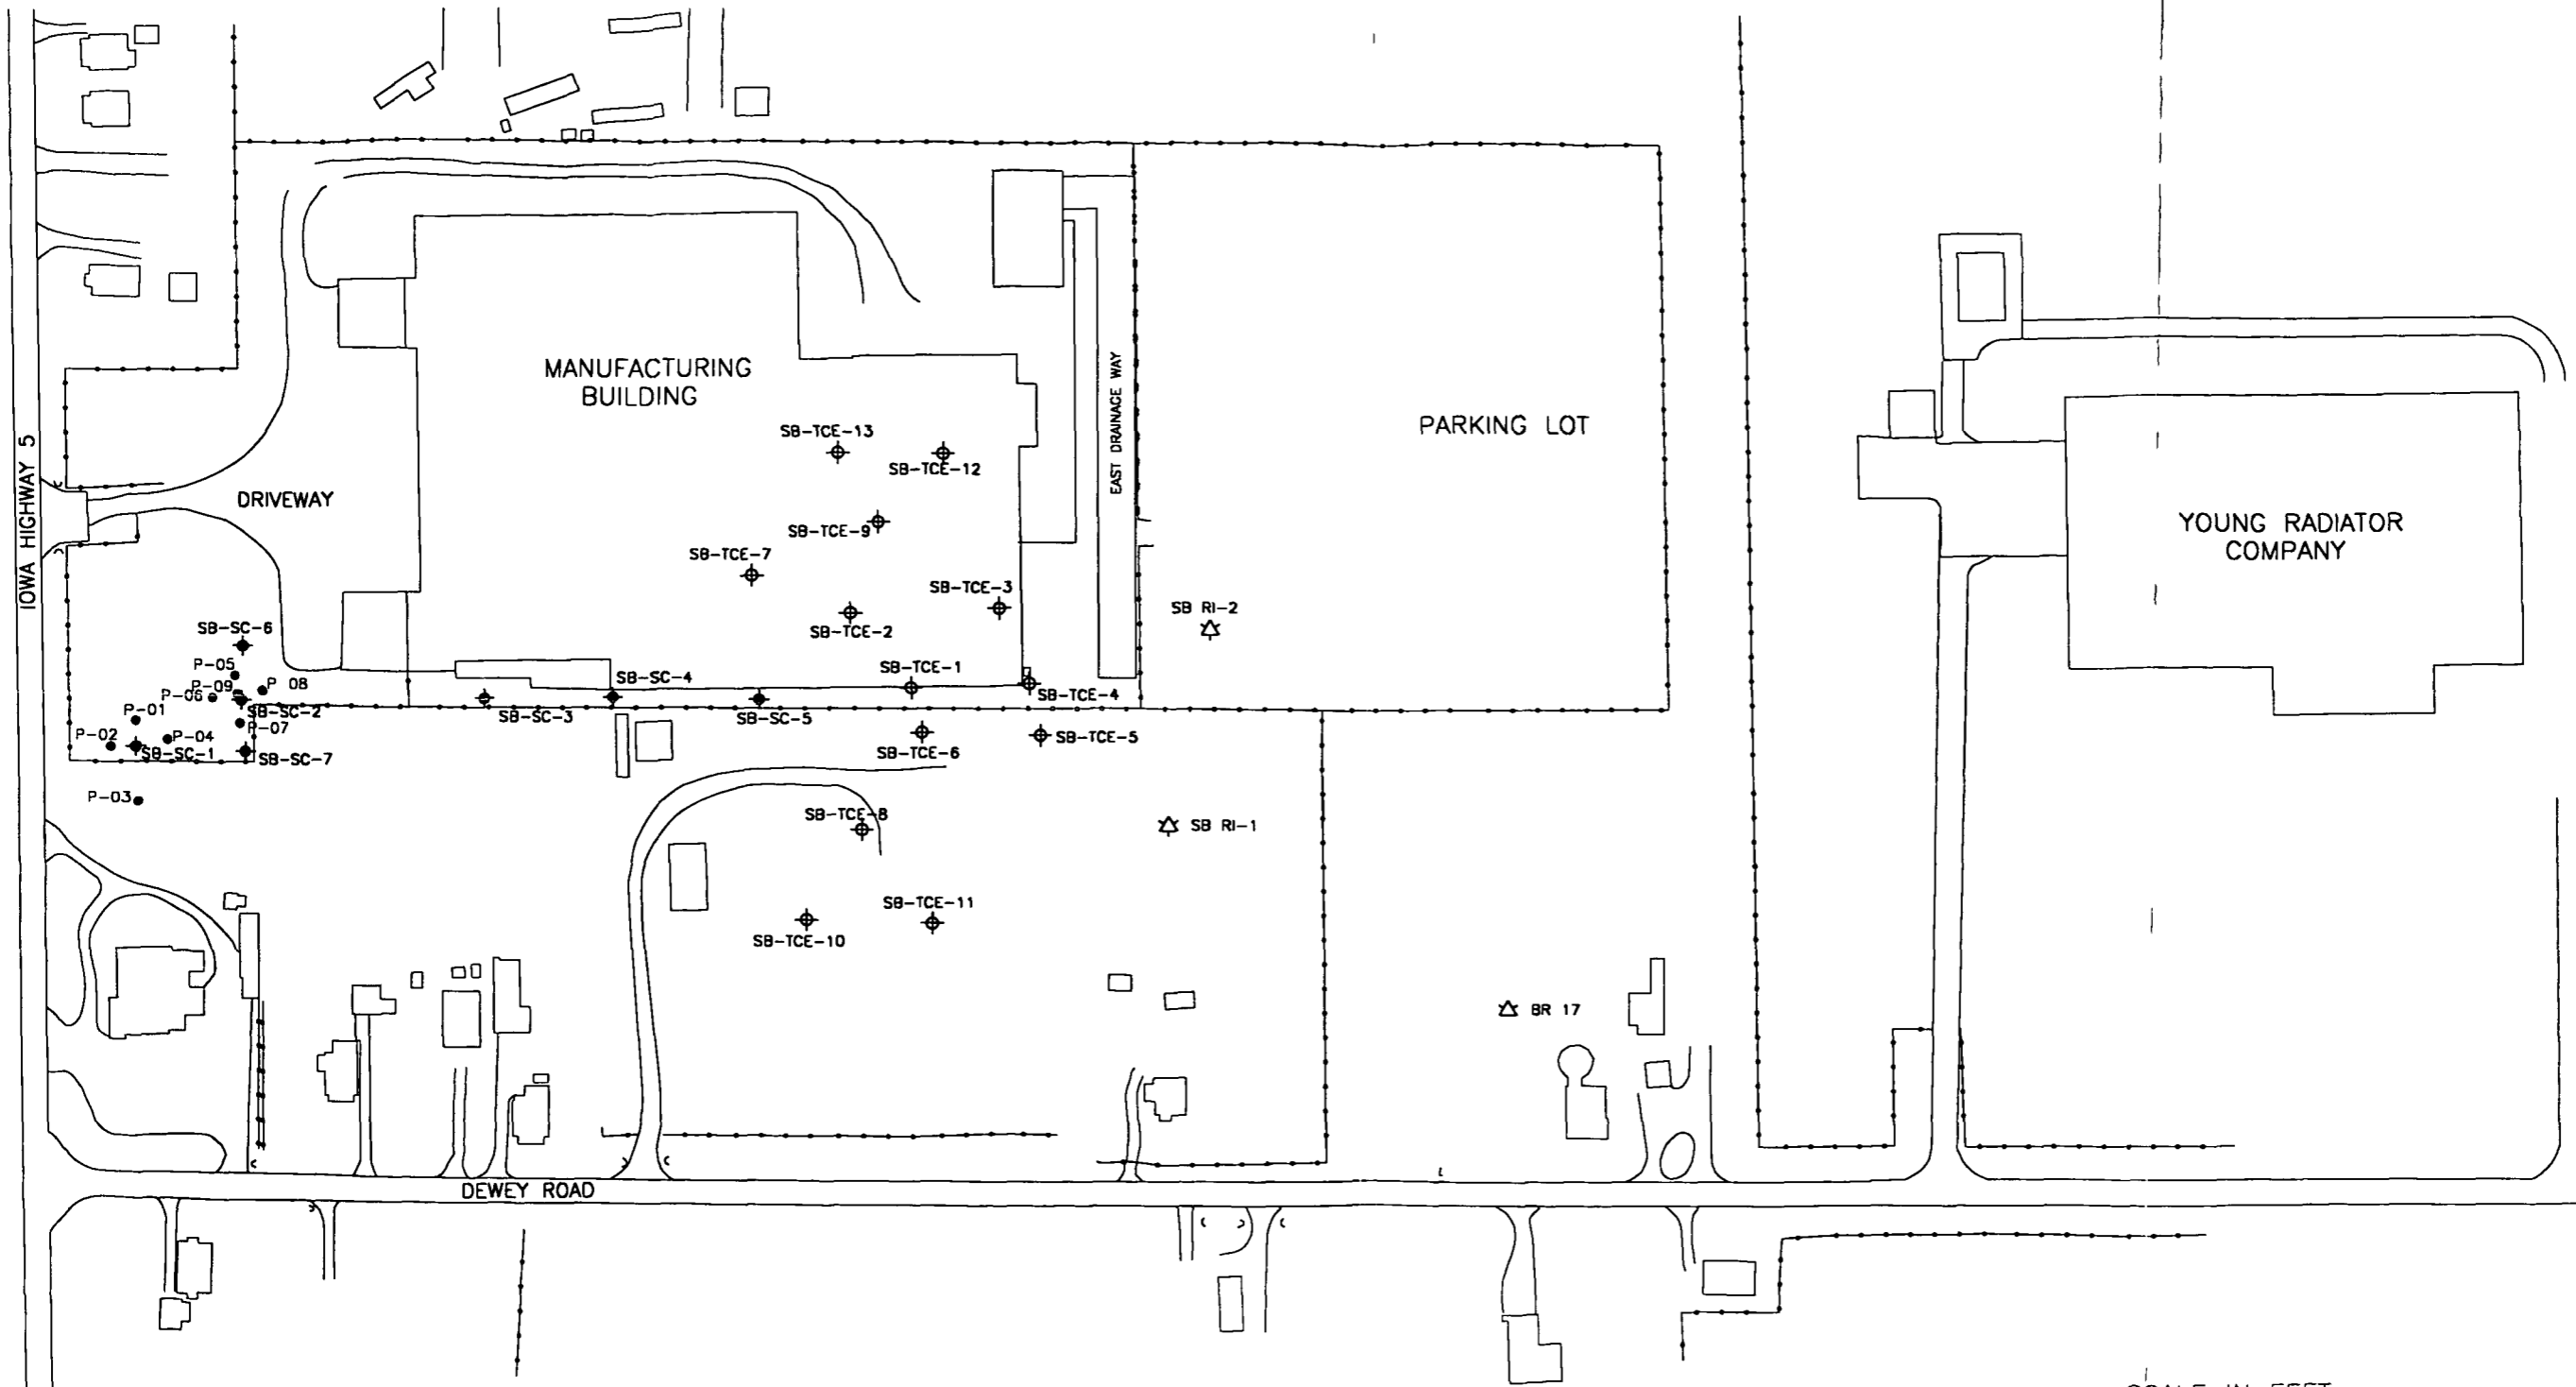 MANUFACTURING
BUILDING
PARKING LOT
EAST DRAINAGE WAY
IOWA HIGHWAY 5
DRIVEWAY
SB-TCE-13
SB-TCE-12
SB-TCE-9
SB-TCE-7
SB-TCE-3
SB-TCE-2
SB RI-2
YOUNG RADIATOR
COMPANY
SB-SC-6
P-05
P-09
P 08
P-06
SB-SC-2
P-01
P-07
P-02
P-04
SB-SC-1
SB-SC-7
P-03
SB-SC-4
SB-SC-3
SB-SC-5
SB-TCE-1
SB-TCE-4
SB-TCE-6
SB-TCE-5
SB-TCE-8
SB RI-1
SB-TCE-11
SB-TCE-10
BR 17
DEWEY ROAD
SCALE IN FEET